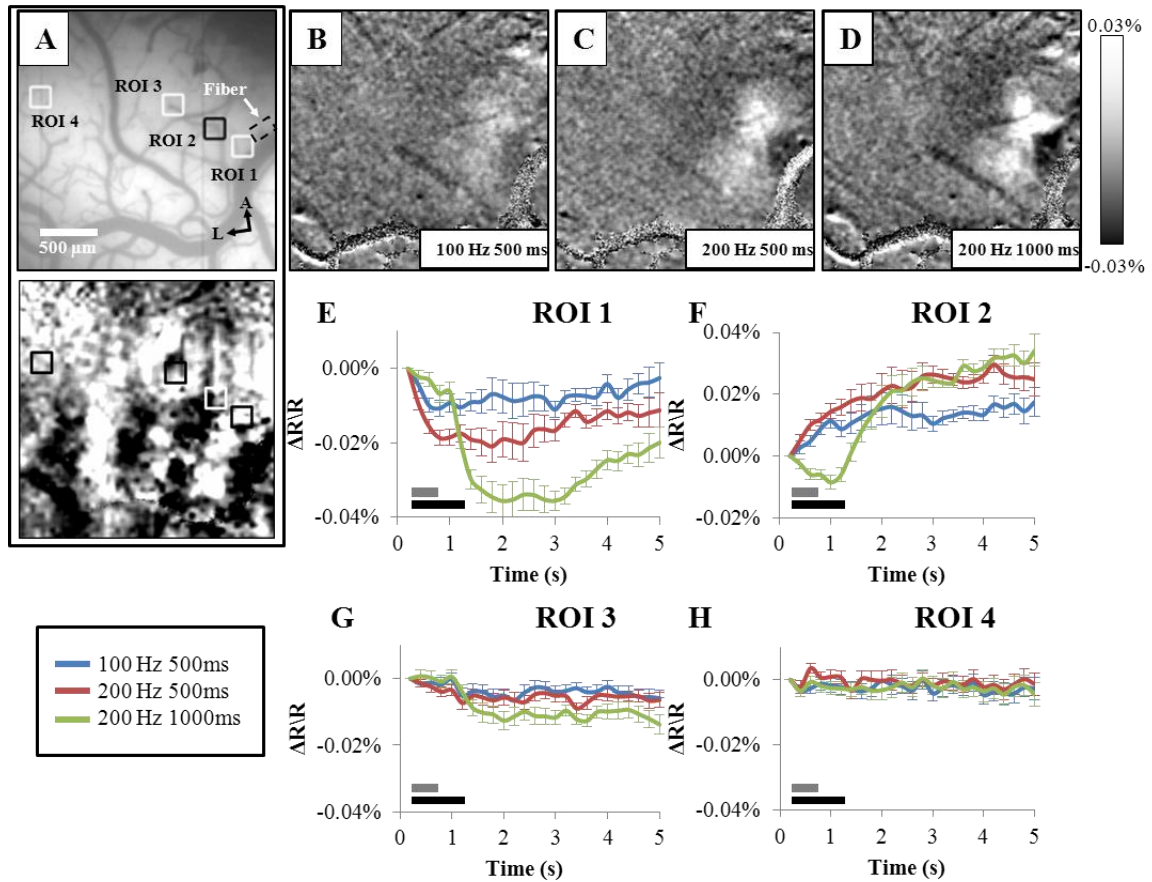 A
B
C
D
0.03%
-0.03%
ROI 3
Fiber
ROI 4
ROI 2
ROI 1
A
L
500 µm
100 Hz 500 ms
200 Hz 500 ms
200 Hz 1000 ms
E
ROI 1
0.00%
-0.02%
-0.04%
ΔR\R
0 1 2 3 4 5
Time (s)
F
ROI 2
0.04%
0.02%
0.00%
-0.02%
ΔR\R
0 1 2 3 4 5
Time (s)
100 Hz 500ms
200 Hz 500ms
200 Hz 1000ms
G
ROI 3
0.00%
-0.02%
-0.04%
ΔR\R
0 1 2 3 4 5
Time (s)
H
ROI 4
0.00%
-0.02%
-0.04%
ΔR\R
0 1 2 3 4 5
Time (s)